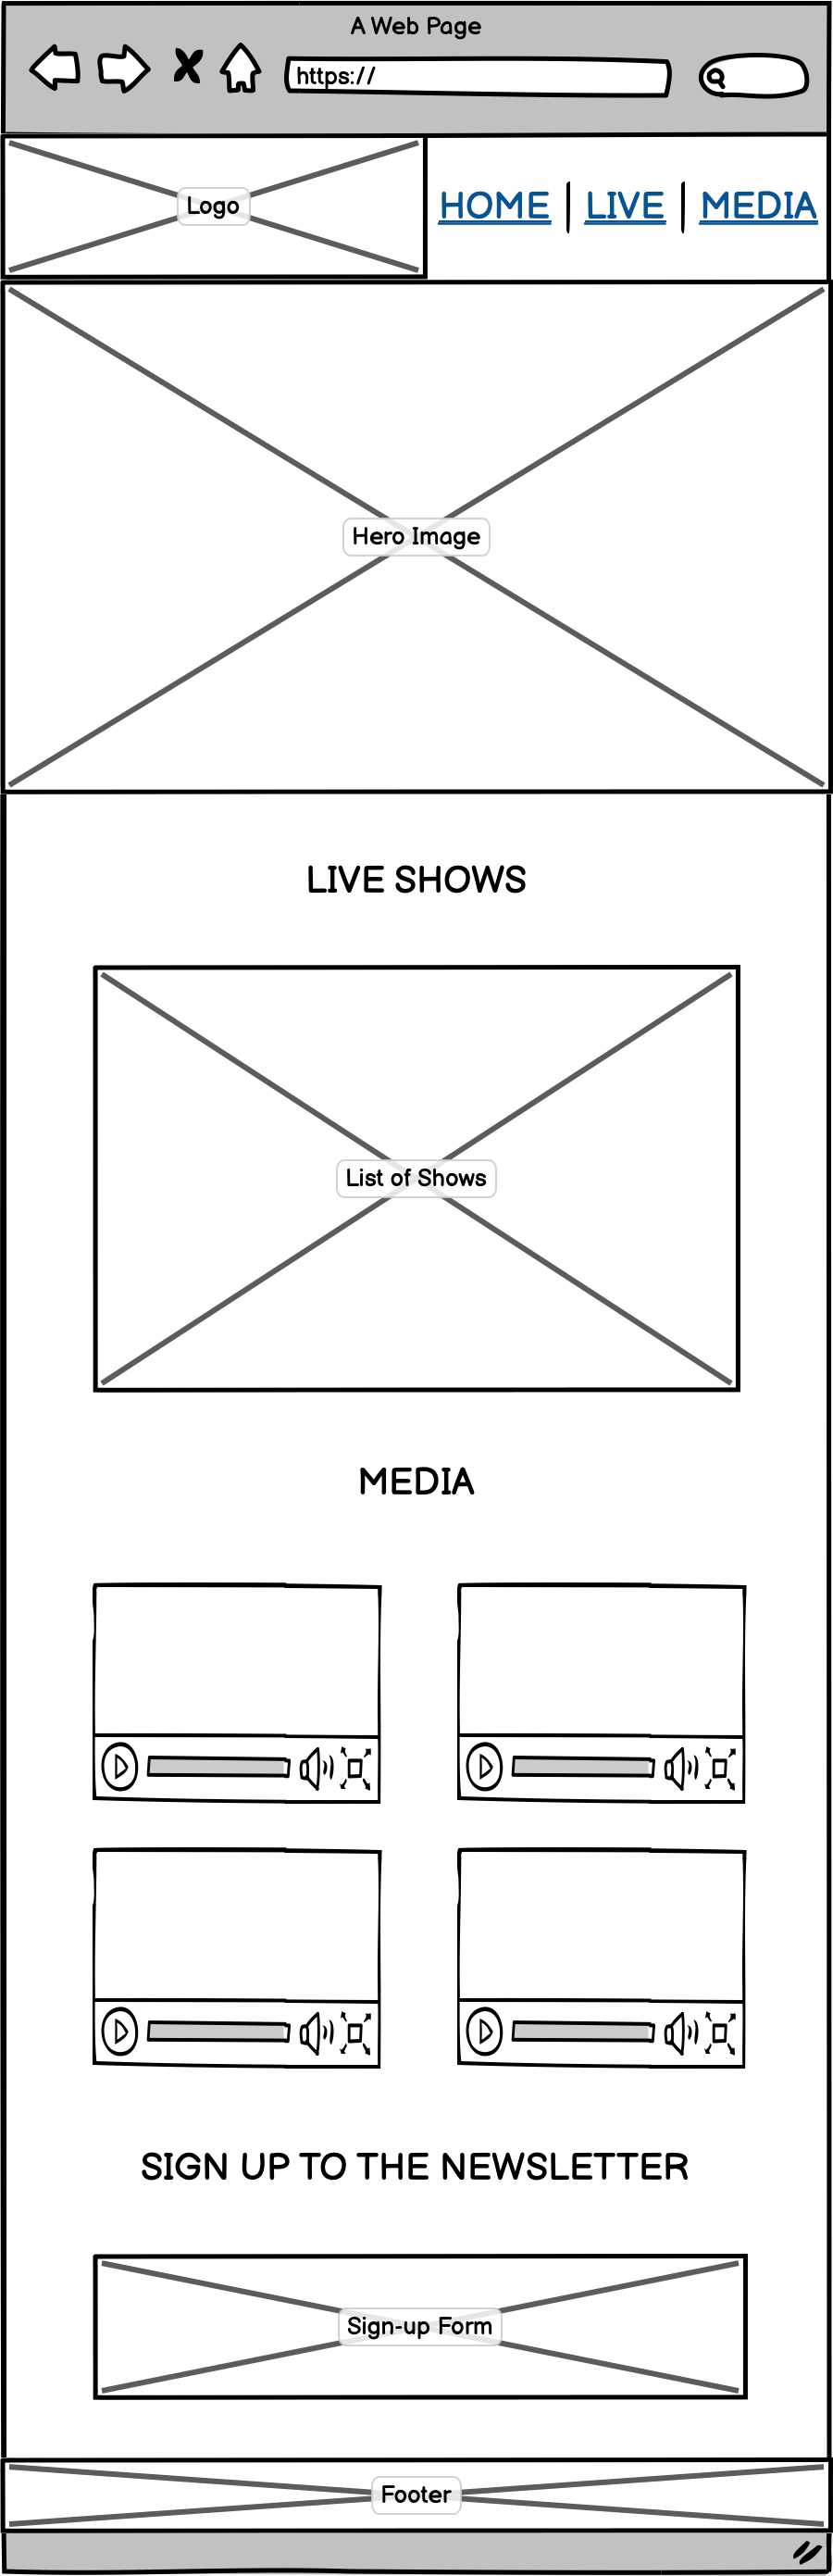 A Web Page
https://
Logo
HOME | LIVE | MEDIA
Hero Image
LIVE SHOWS
List of Shows
MEDIA
SIGN UP TO THE NEWSLETTER
Sign-up Form
Footer